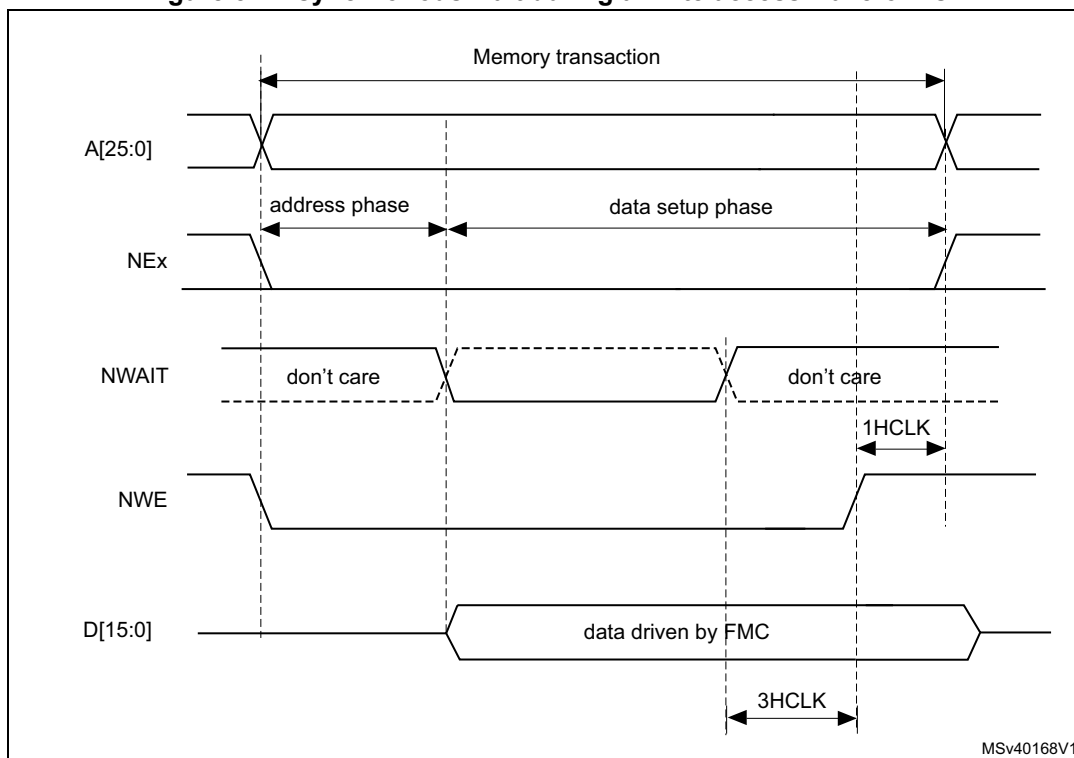 Memory transaction
A[25:0]
address phase
data setup phase
NEx
NWAIT
don't care
don't care
1HCLK
NWE
D[15:0]
data driven by FMC
3HCLK
MSv40168V1